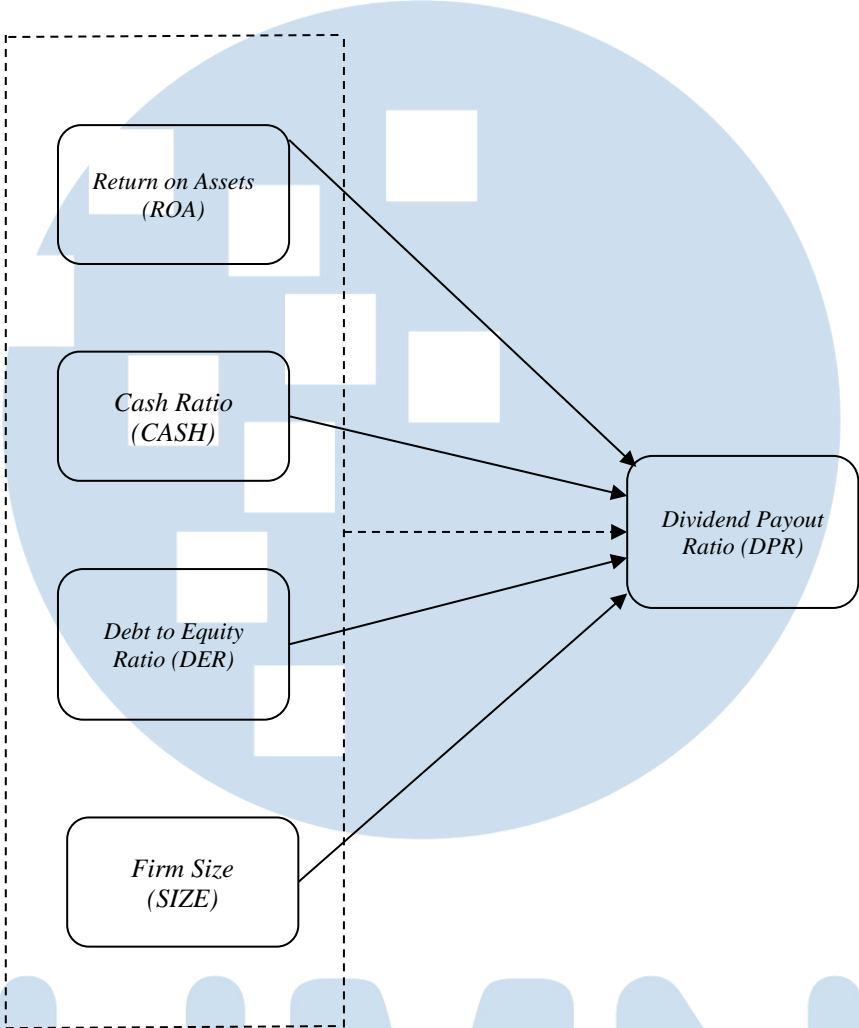 Return on Assets
(ROA)
Cash Ratio
(CASH)
Dividend Payout
Ratio (DPR)
Debt to Equity
Ratio (DER)
Firm Size
(SIZE)